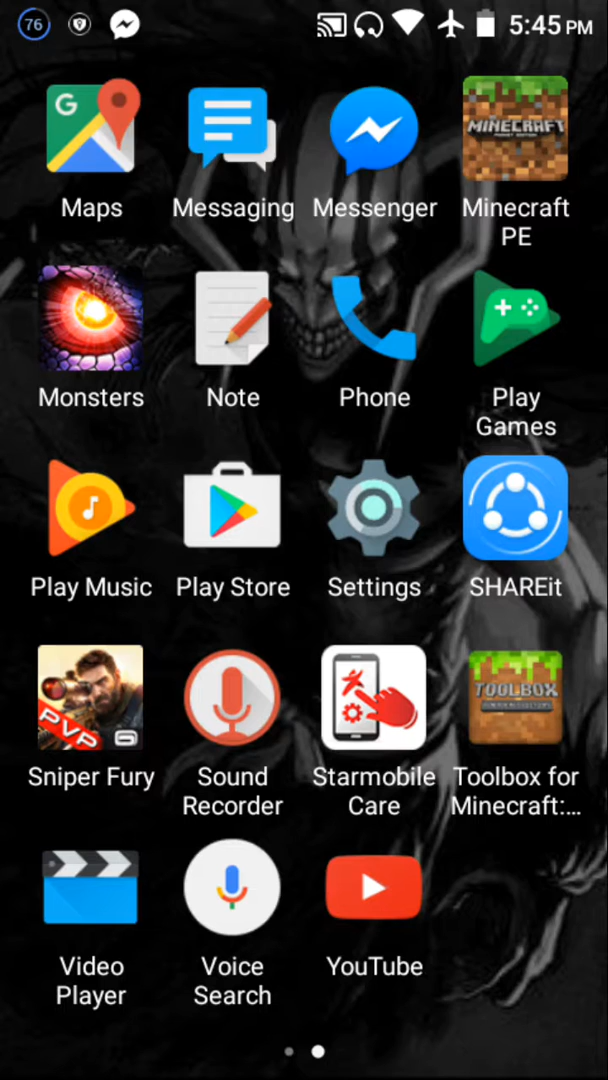 76
5:45 PM
G
MINECRAFT
Maps
Messaging
Messenger
Minecraft
PE
Monsters
Note
Phone
Play
Games
Play Music
Play Store
Settings
SHAREit
PVP
TOOLBOX
Sniper Fury
Sound
Recorder
Starmobile
Care
Toolbox for
Minecraft:...
Video
Player
Voice
Search
YouTube